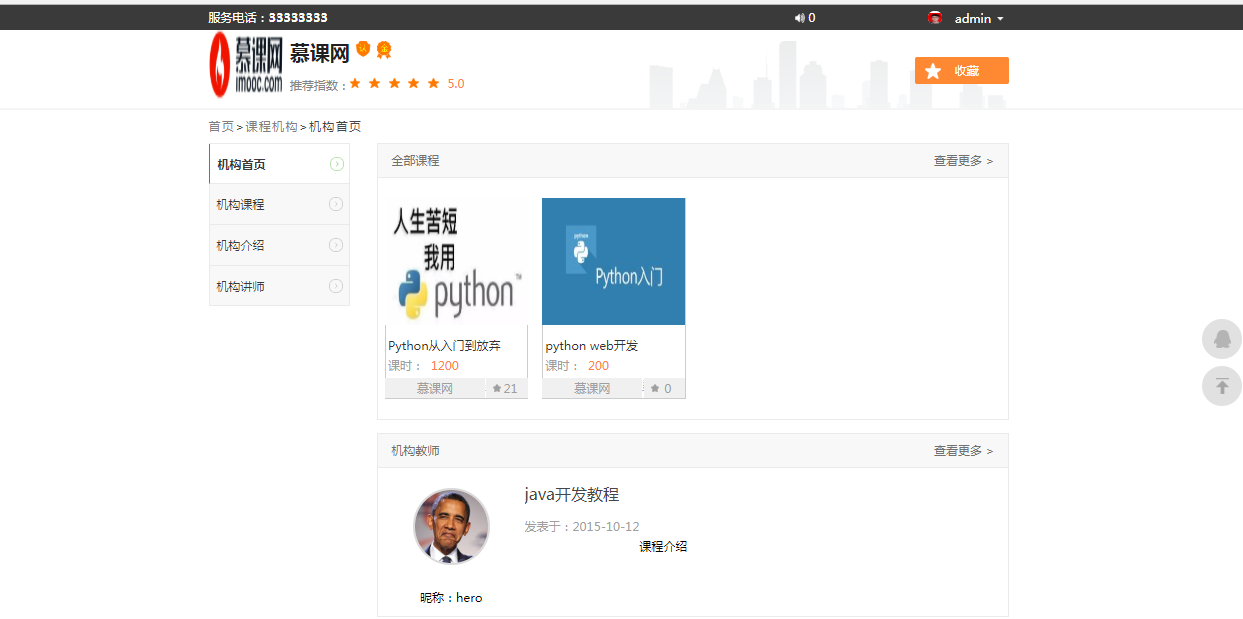 服务电话：33333333
0
admin
慕课网
imooc.com
慕课网
认 金
推荐指数： 5.0
收藏
首页>课程机构>机构首页
机构首页
机构课程
机构介绍
机构讲师
全部课程
查看更多 >
人生苦短
我用
python™
python
Python入门
Python从入门到放弃
课时： 1200
慕课网
21
python web开发
课时： 200
慕课网
0
机构教师
查看更多 >
java开发教程
发表于：2015-10-12
课程介绍
昵称：hero